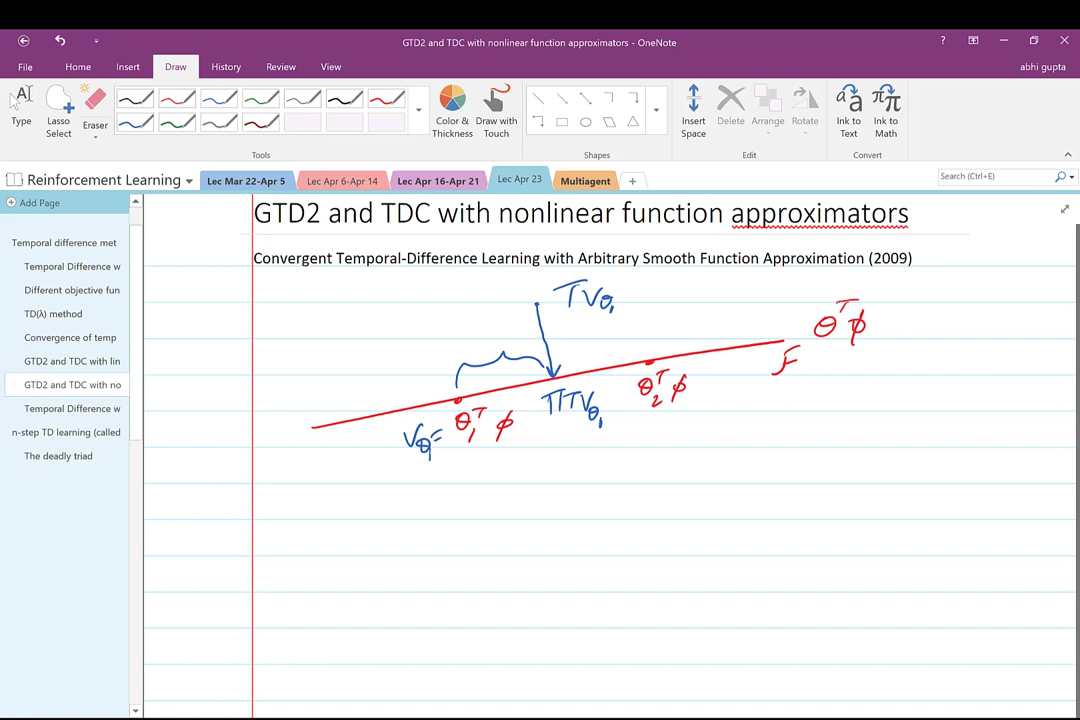 GTD2 and TDC with nonlinear function approximators - OneNote
?
File Home Insert Draw History Review View
abhi gupta
Type
Lasso Select
Eraser
Color & Thickness
Draw with Touch
Insert Space
Delete
Arrange
Rotate
Ink to Text
Ink to Math
Tools
Shapes
Edit
Convert
Reinforcement Learning
Lec Mar 22-Apr 5
Lec Apr 6-Apr 14
Lec Apr 16-Apr 21
Lec Apr 23
Multiagent
Search (Ctrl+E)
Add Page
Temporal difference met
Temporal Difference w
Different objective fun
TD(λ) method
Convergence of temp
GTD2 and TDC with lin
GTD2 and TDC with no
Temporal Difference w
n-step TD learning (called
The deadly triad
GTD2 and TDC with nonlinear function approximators
Convergent Temporal-Difference Learning with Arbitrary Smooth Function Approximation (2009)
TVθ₁
θᵀφ
F
θ₂ᵀφ
ΠTVθ₁
Vθ₁= θ₁ᵀφ